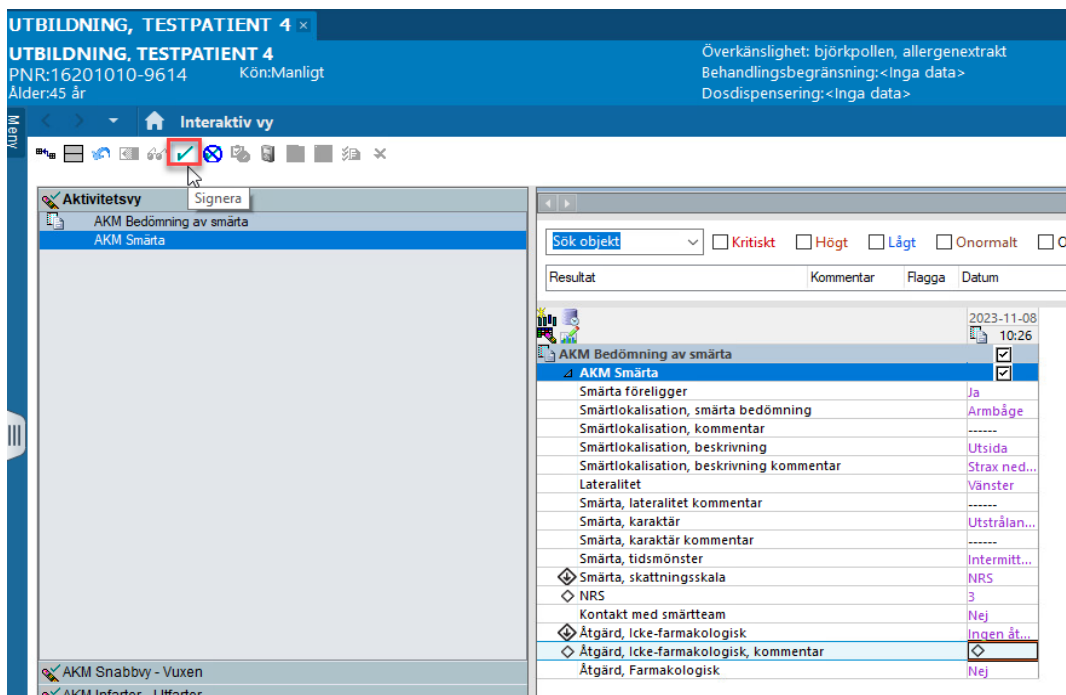 UTBILDNING, TESTPATIENT 4 ×
UTBILDNING, TESTPATIENT 4
PNR:16201010-9614 Kön:Manligt
Ålder:45 år
Överkänslighet: björkpollen, allergenextrakt
Behandlingsbegränsning:<Inga data>
Dosdispensering:<Inga data>
Meny
Interaktiv vy
Signera
Aktivitetsvy
AKM Bedömning av smärta
AKM Smärta
AKM Snabbvy - Vuxen
AKM Infarter - Utfarter
Sök objekt Kritiskt Högt Lågt Onormalt O
Resultat Kommentar Flagga Datum
2023-11-08
10:26
AKM Bedömning av smärta
AKM Smärta
Smärta föreligger Ja
Smärtlokalisation, smärta bedömning Armbåge
Smärtlokalisation, kommentar ------
Smärtlokalisation, beskrivning Utsida
Smärtlokalisation, beskrivning kommentar Strax ned...
Lateralitet Vänster
Smärta, lateralitet kommentar ------
Smärta, karaktär Utstrålan...
Smärta, karaktär kommentar ------
Smärta, tidsmönster Intermitt...
Smärta, skattningsskala NRS
NRS 3
Kontakt med smärtteam Nej
Åtgärd, Icke-farmakologisk Ingen åt...
Åtgärd, Icke-farmakologisk, kommentar
Åtgärd, Farmakologisk Nej